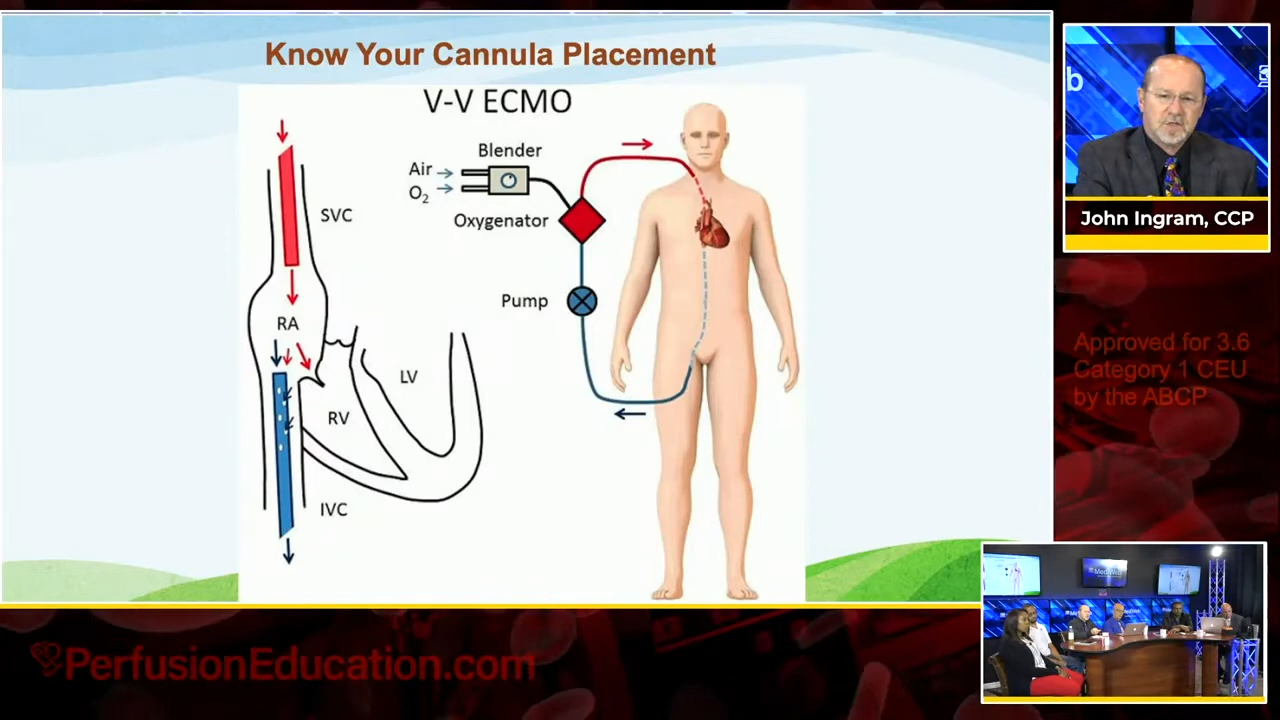 Know Your Cannula Placement
V-V ECMO
Blender
Air
O₂
Oxygenator
SVC
Pump
RA
LV
RV
IVC
b
John Ingram, CCP
Approved for 3.6
Category 1 CEU
by the ABCP
PerfusionEducation.com